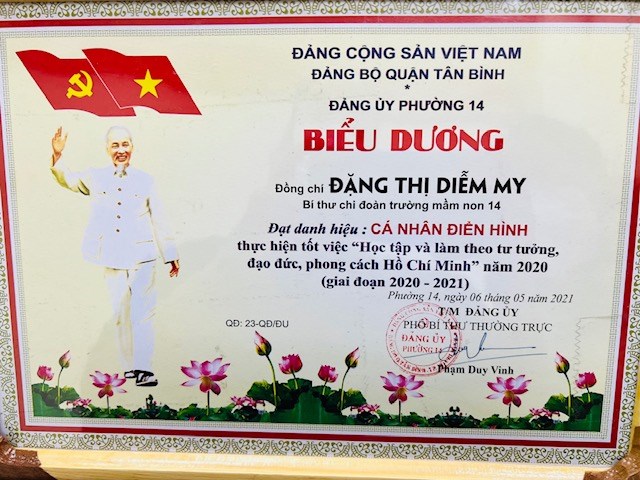 ĐẢNG CỘNG SẢN VIỆT NAM
ĐẢNG BỘ QUẬN TÂN BÌNH
*
ĐẢNG ỦY PHƯỜNG 14
BIỂU DƯƠNG
Đồng chí ĐẶNG THỊ DIỄM MY
Bí thư chi đoàn trường mầm non 14
Đạt danh hiệu : CÁ NHÂN ĐIỂN HÌNH
thực hiện tốt việc “Học tập và làm theo tư tưởng,
đạo đức, phong cách Hồ Chí Minh” năm 2020
(giai đoạn 2020 - 2021)
Phường 14, ngày 06 tháng 05 năm 2021
T/M ĐẢNG ỦY
QĐ: 23-QĐ/ĐU
PHÓ BÍ THƯ THƯỜNG TRỰC
ĐẢNG ỦY
PHƯỜNG 14
Phạm Duy Vinh